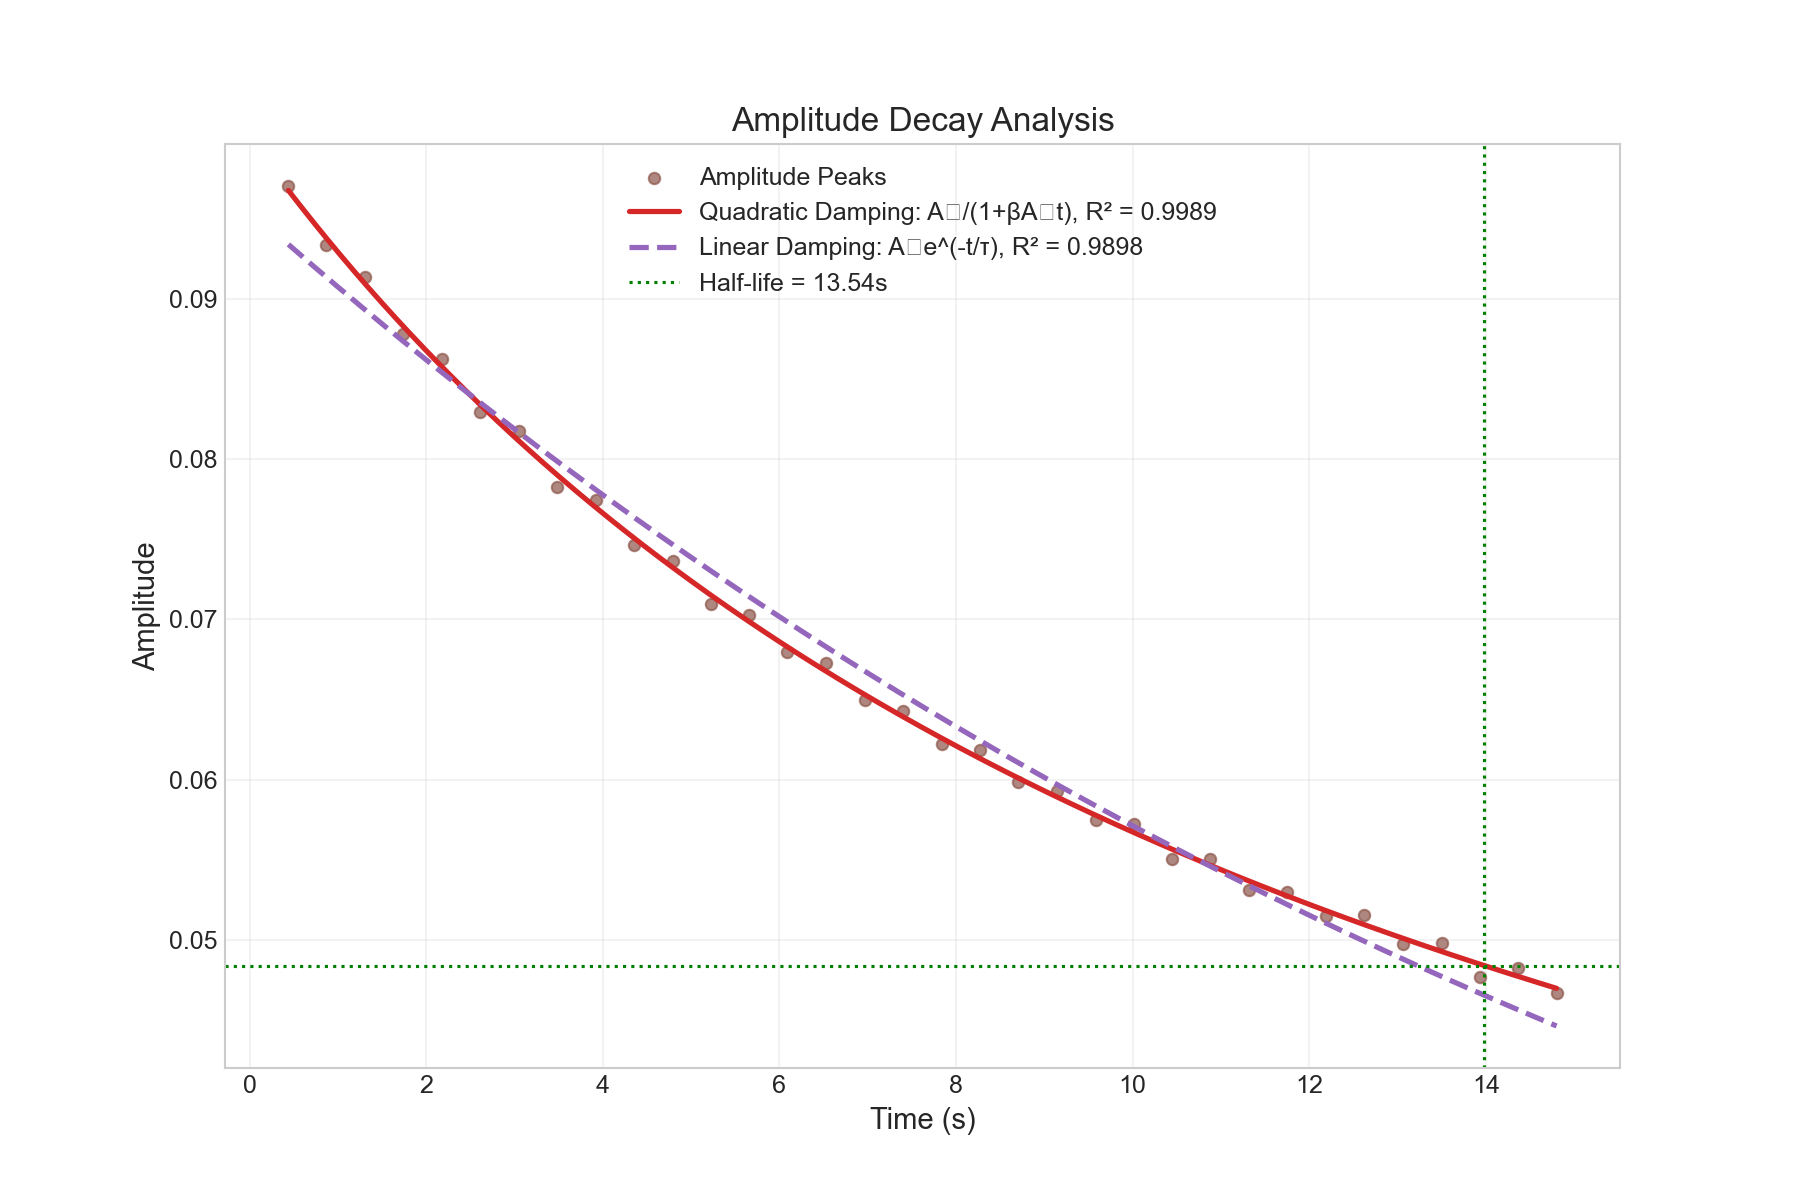 Amplitude Decay Analysis
Amplitude Peaks
Quadratic Damping: A□/(1+βA□t), R² = 0.9989
Linear Damping: A□e^(-t/τ), R² = 0.9898
Half-life = 13.54s
0.09
0.08
0.07
0.06
0.05
Amplitude
0 2 4 6 8 10 12 14
Time (s)